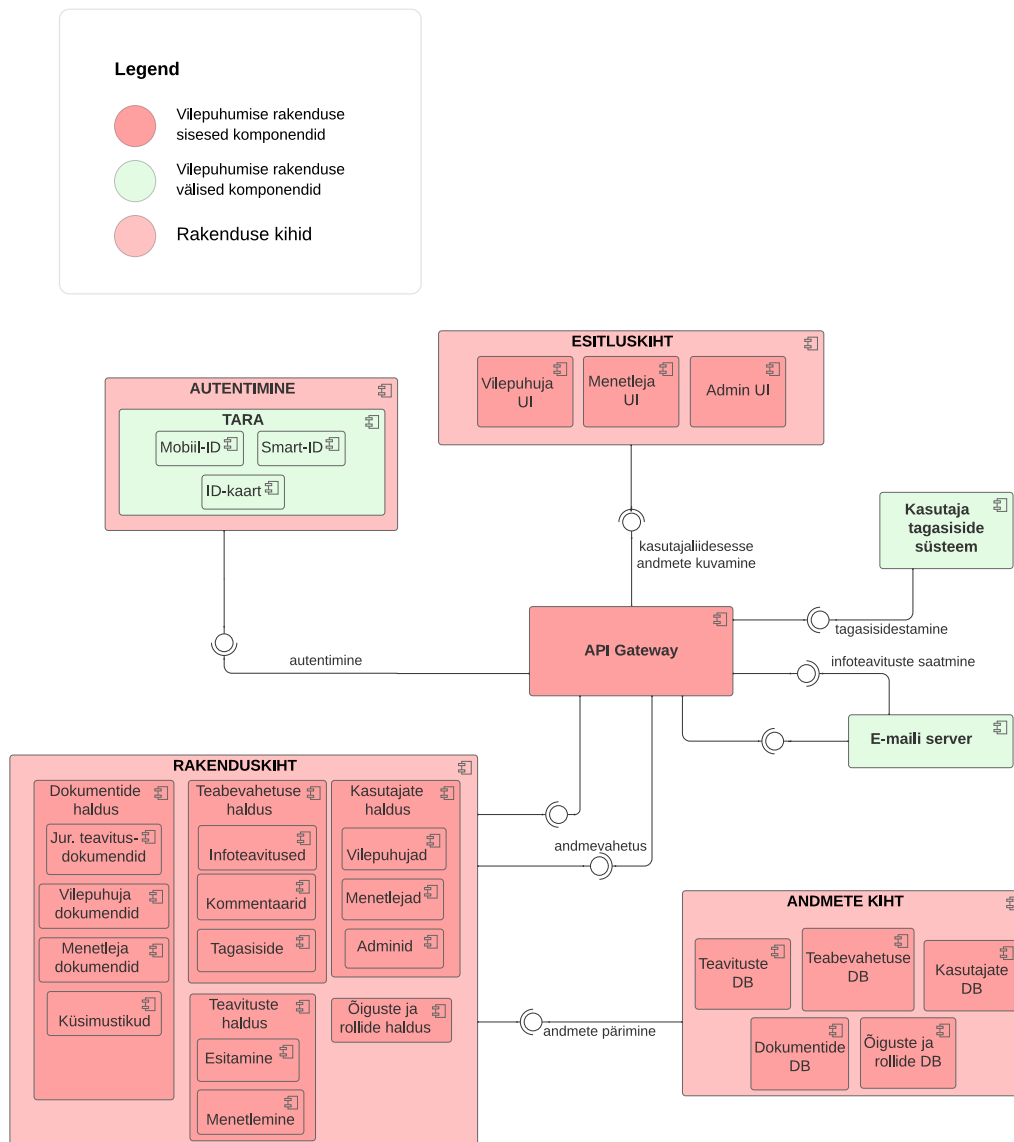 Legend
Vilepuhumise rakenduse
sisesed komponendid
Vilepuhumise rakenduse
välised komponendid
Rakenduse kihid
ESITLUSKIHT
Vilepuhuja
UI
Menetleja
UI
Admin UI
AUTENTIMINE
TARA
Mobiil-ID
Smart-ID
ID-kaart
Kasutaja
tagasiside
süsteem
kasutajaliidesesse
andmete kuvamine
API Gateway
tagasisidestamine
autentimine
infoteavituste saatmine
E-maili server
RAKENDUSKIHT
Dokumentide
haldus
Jur. teavitus-
dokumendid
Vilepuhuja
dokumendid
Menetleja
dokumendid
Küsimustikud
Teabevahetuse
haldus
Infoteavitused
Kommentaarid
Tagasiside
Kasutajate
haldus
Vilepuhujad
Menetlejad
Adminid
Teavituste
haldus
Esitamine
Menetlemine
Õiguste ja
rollide haldus
andmevahetus
andmete pärimine
ANDMETE KIHT
Teavituste
DB
Teabevahetuse
DB
Kasutajate
DB
Dokumentide
DB
Õiguste ja
rollide DB